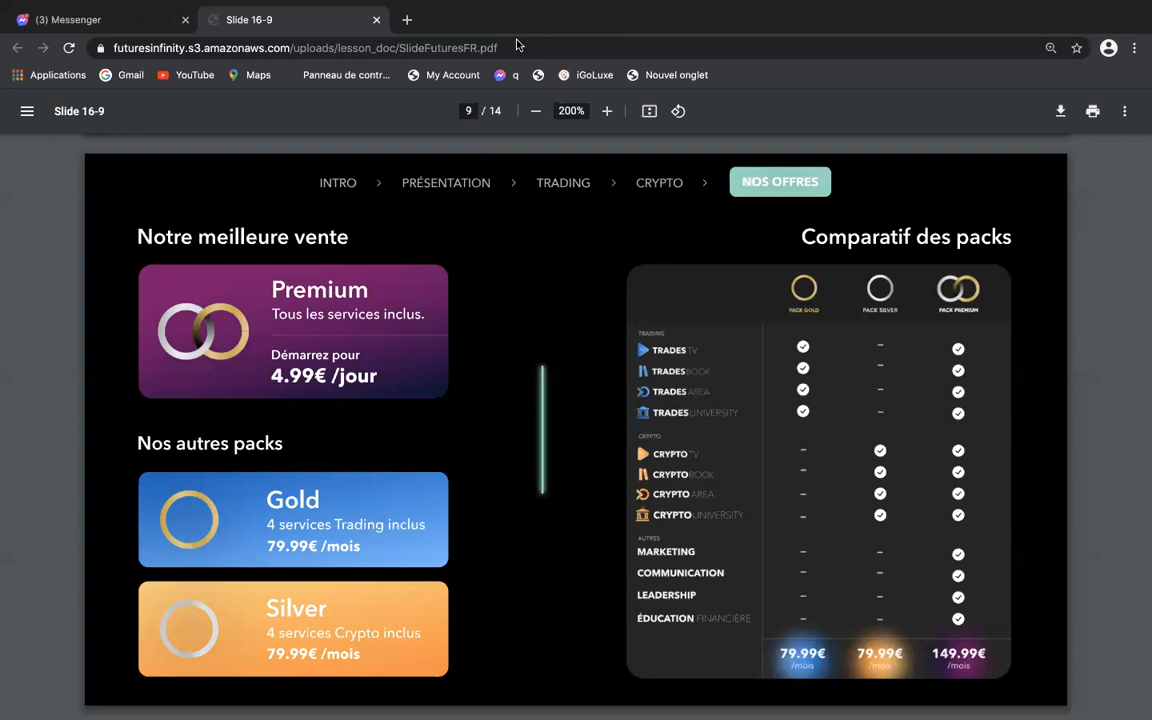 (3) Messenger
Slide 16-9
futuresinfinity.s3.amazonaws.com/uploads/lesson_doc/SlideFuturesFR.pdf
Applications
Gmail
YouTube
Maps
Panneau de contr...
My Account
q
iGoLuxe
Nouvel onglet
Slide 16-9
9 / 14
200%
INTRO > PRÉSENTATION > TRADING > CRYPTO > NOS OFFRES
Notre meilleure vente
Premium
Tous les services inclus.
Démarrez pour
4.99€ /jour
Nos autres packs
Gold
4 services Trading inclus
79.99€ /mois
Silver
4 services Crypto inclus
79.99€ /mois
Comparatif des packs
PACK GOLD PACK SILVER PACK PREMIUM
TRADING
TRADES TV
TRADESBOOK
TRADES AREA
TRADES UNIVERSITY
CRYPTO
CRYPTO TV
CRYPTOBOOK
CRYPTO AREA
CRYPTO UNIVERSITY
AUTRES
MARKETING
COMMUNICATION
LEADERSHIP
ÉDUCATION FINANCIÈRE
79.99€ 79.99€ 149.99€
/mois /mois /mois